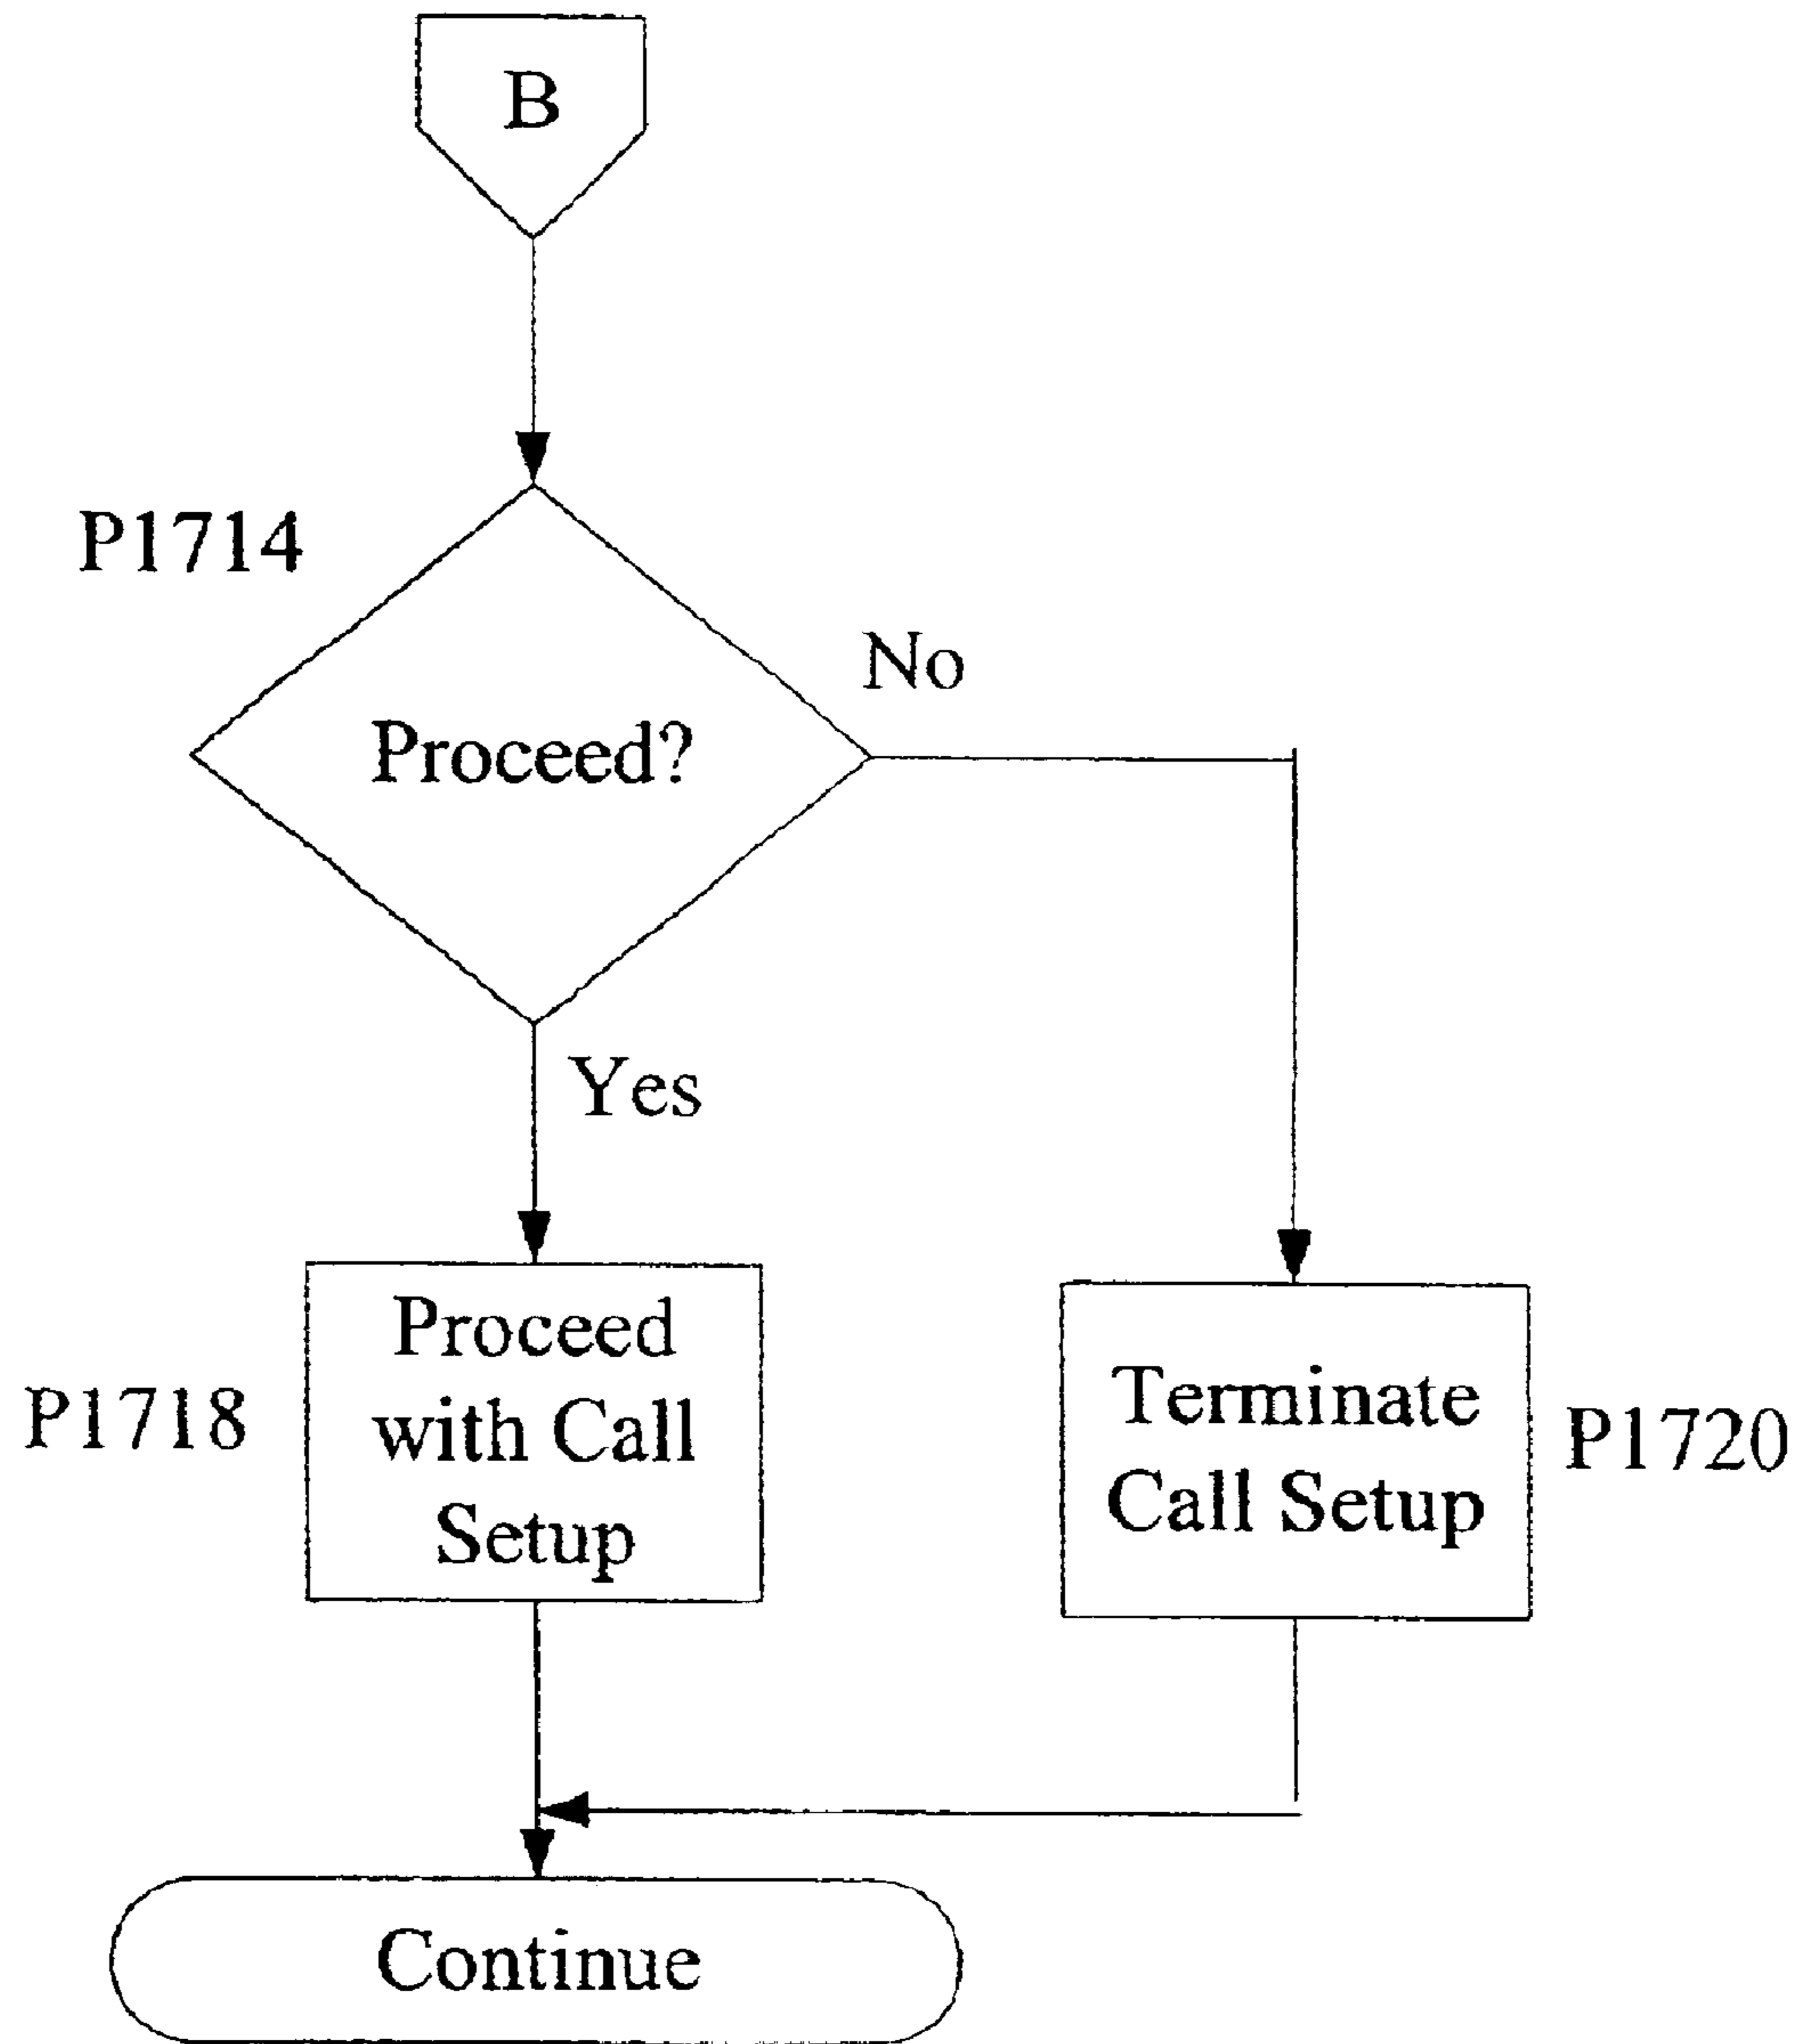 B
P1714
No
Proceed?
Yes
Proceed
with Call
Setup
P1718
Terminate
Call Setup
P1720
Continue